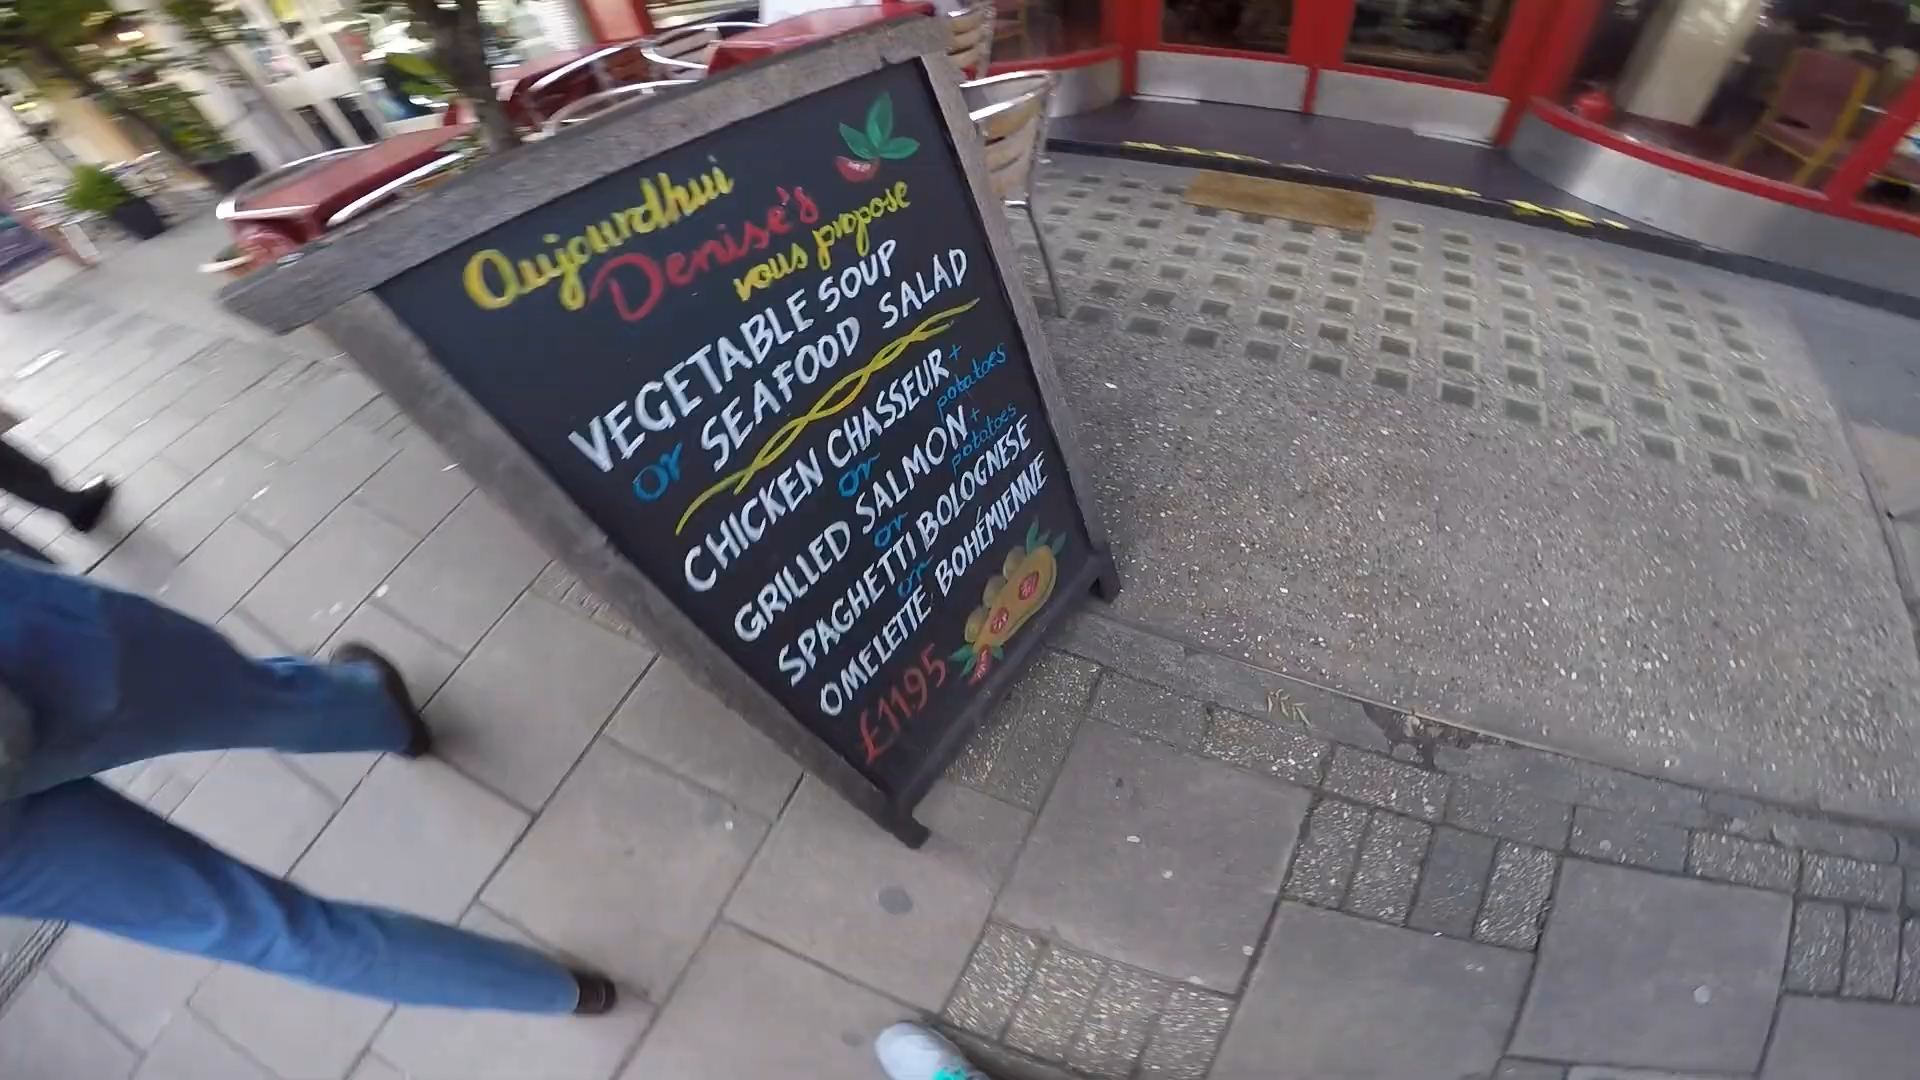 Aujourdhui
Denise's
vous propose
VEGETABLE SOUP
or SEAFOOD SALAD
CHICKEN CHASSEUR + potatoes
or
GRILLED SALMON + potatoes
or
SPAGHETTI BOLOGNESE
or
OMELETTE BOHÉMIENNE
£11.95